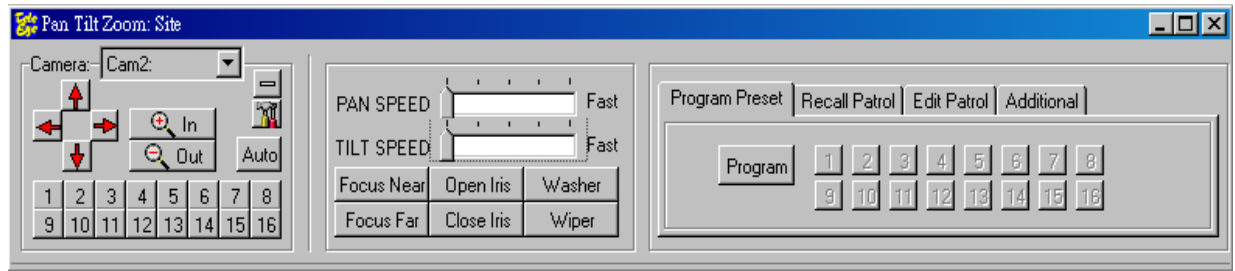 Tele Eye Pan Tilt Zoom: Site
Camera: Cam2:
In
Out
Auto
1 2 3 4 5 6 7 8
9 10 11 12 13 14 15 16
PAN SPEED Fast
TILT SPEED Fast
Focus Near Open Iris Washer
Focus Far Close Iris Wiper
Program Preset Recall Patrol Edit Patrol Additional
Program
1 2 3 4 5 6 7 8
9 10 11 12 13 14 15 16